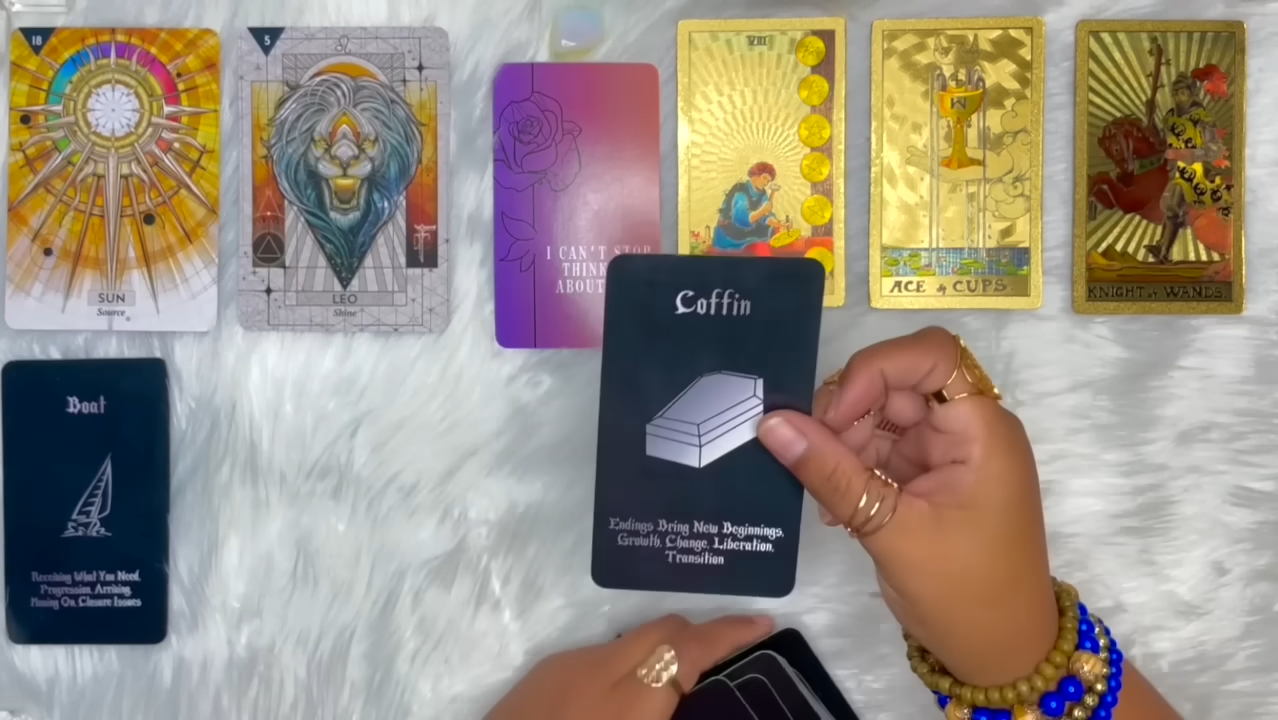 18
SUN
Source
5
LEO
Shine
I CAN'T STOP
THINK
ABOUT
VIII
ACE of CUPS.
KNIGHT of WANDS.
Boat
Receiving What You Need,
Progression, Arriving,
Moving On, Closure Issues
Coffin
Endings Bring New Beginnings,
Growth, Change, Liberation,
Transition